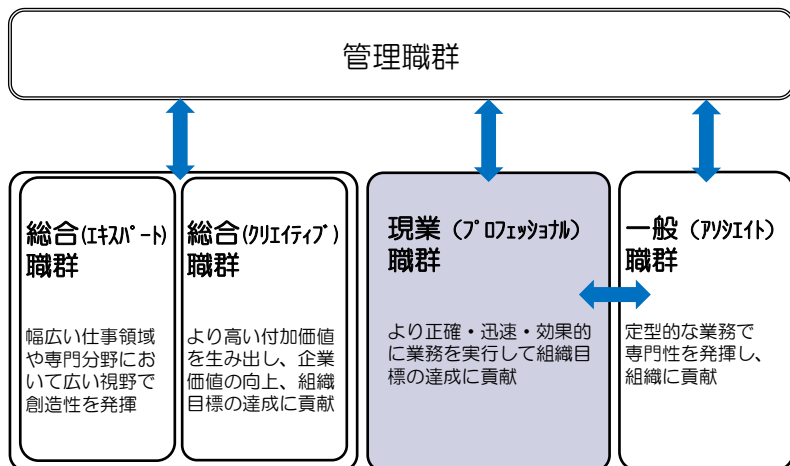 管理職群
総合(ｴｷｽﾊﾟｰﾄ)
職群
幅広い仕事領域
や専門分野にお
いて広い視野で
創造性を発揮
総合(ｸﾘｴｲﾃｨﾌﾞ)
職群
より高い付加価値
を生み出し、企業
価値の向上、組織
目標の達成に貢献
現業（ﾌﾟﾛﾌｪｯｼｮﾅﾙ）
職群
より正確・迅速・効果的
に業務を実行して組織目
標の達成に貢献
一般（ｱｿｼｴｲﾄ）
職群
定型的な業務で
専門性を発揮し、
組織に貢献